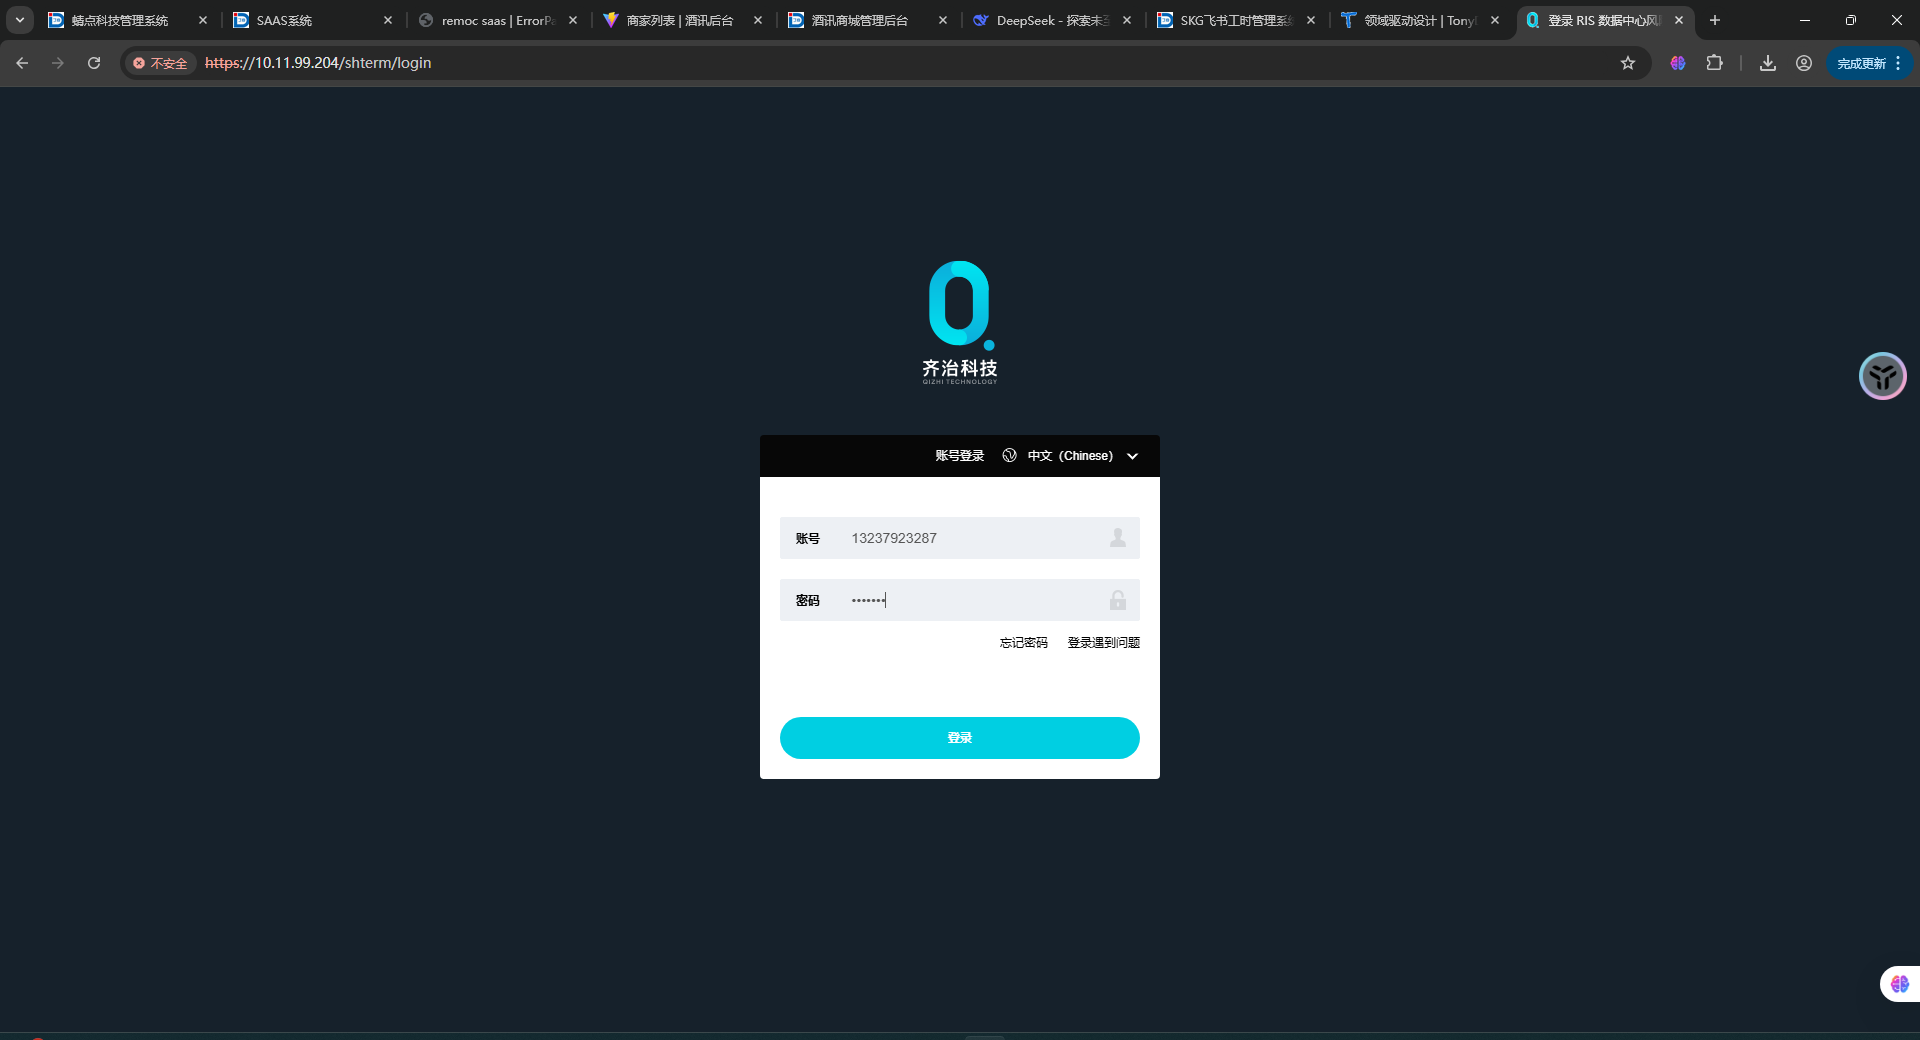 蜻点科技管理系统
SAAS系统
remoc saas | ErrorPa
商家列表 | 酒讯后台
酒讯商城管理后台
DeepSeek - 探索未至
SKG飞书工时管理系统
领域驱动设计 | TonyD
登录 RIS 数据中心风
不安全
https://10.11.99.204/shterm/login
完成更新
齐治科技
QIZHI TECHNOLOGY
账号登录 中文（Chinese）
账号 13237923287
密码 •••••••
忘记密码 登录遇到问题
登录